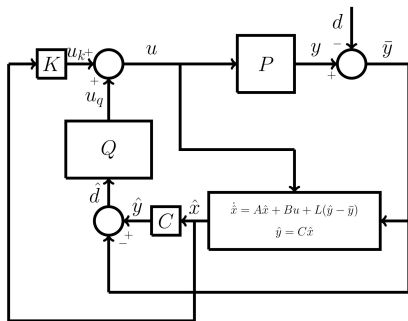 d
K
u_k
+
+
u
P
y
−
+
ȳ
u_q
Q
d̂
ŷ
C
x̂
+
−
ẋ̂ = Ax̂ + Bu + L(ŷ − ȳ)
ŷ = Cx̂